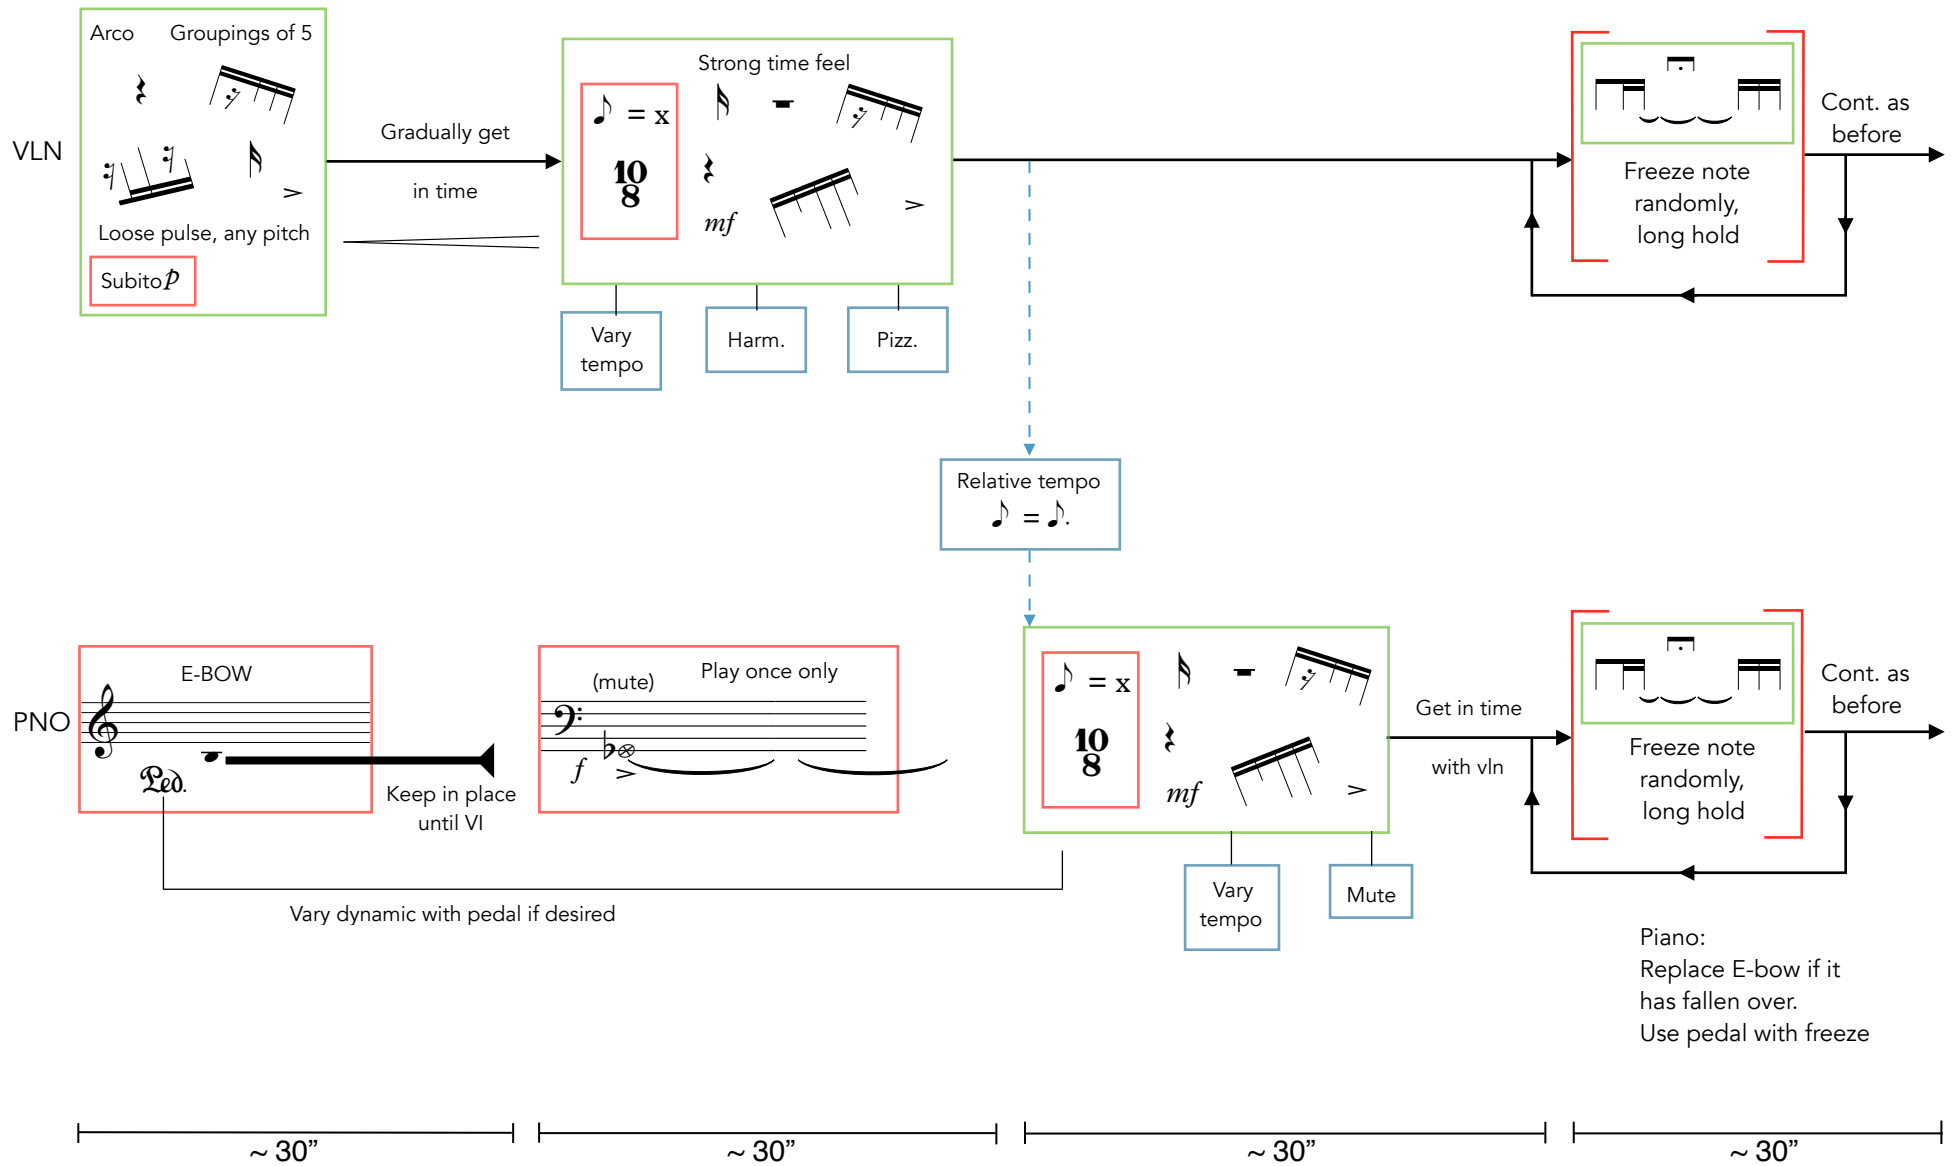 Arco Groupings of 5
VLN
Loose pulse, any pitch
Subito p
Gradually get
in time
Strong time feel
♪ = x
10
8
mf
Vary
tempo
Harm.
Pizz.
Freeze note
randomly,
long hold
Cont. as
before
Relative tempo
♪ = ♪.
PNO
E-BOW
Ped.
Keep in place
until VI
Vary dynamic with pedal if desired
(mute) Play once only
f
♪ = x
10
8
mf
Vary
tempo
Mute
Get in time
with vln
Freeze note
randomly,
long hold
Cont. as
before
Piano:
Replace E-bow if it
has fallen over.
Use pedal with freeze
~ 30”
~ 30”
~ 30”
~ 30”